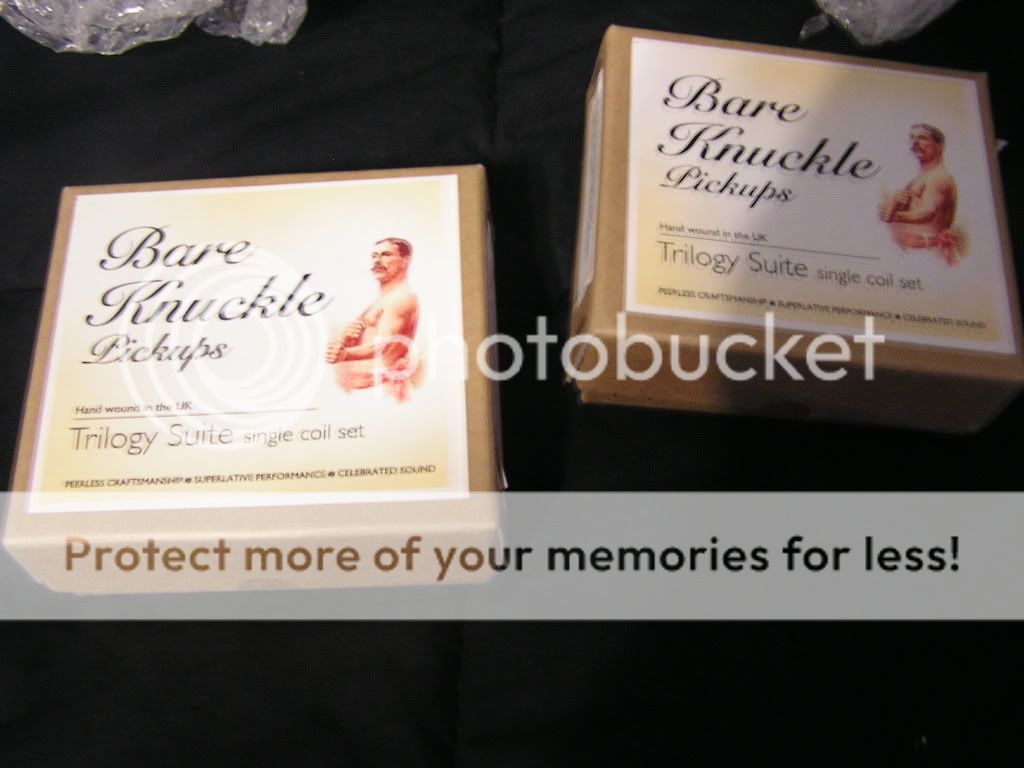 Bare
Knuckle
Pickups
Hand wound in the UK
Trilogy Suite single coil set
PEERLESS CRAFTSMANSHIP SUPERLATIVE PERFORMANCE CELEBRATED SOUND
Bare
Knuckle
Pickups
Hand wound in the UK
Trilogy Suite single coil set
PEERLESS CRAFTSMANSHIP SUPERLATIVE PERFORMANCE CELEBRATED SOUND
photobucket
Protect more of your memories for less!